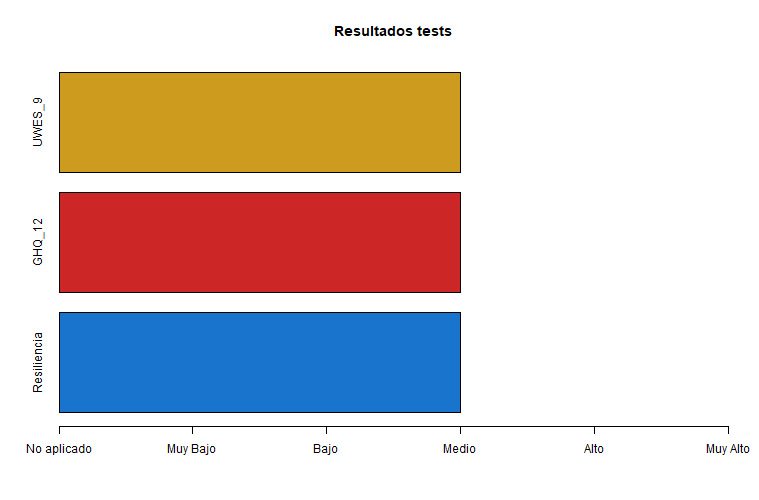 Resultados tests
UWES_9
GHQ_12
Resiliencia
No aplicado
Muy Bajo
Bajo
Medio
Alto
Muy Alto